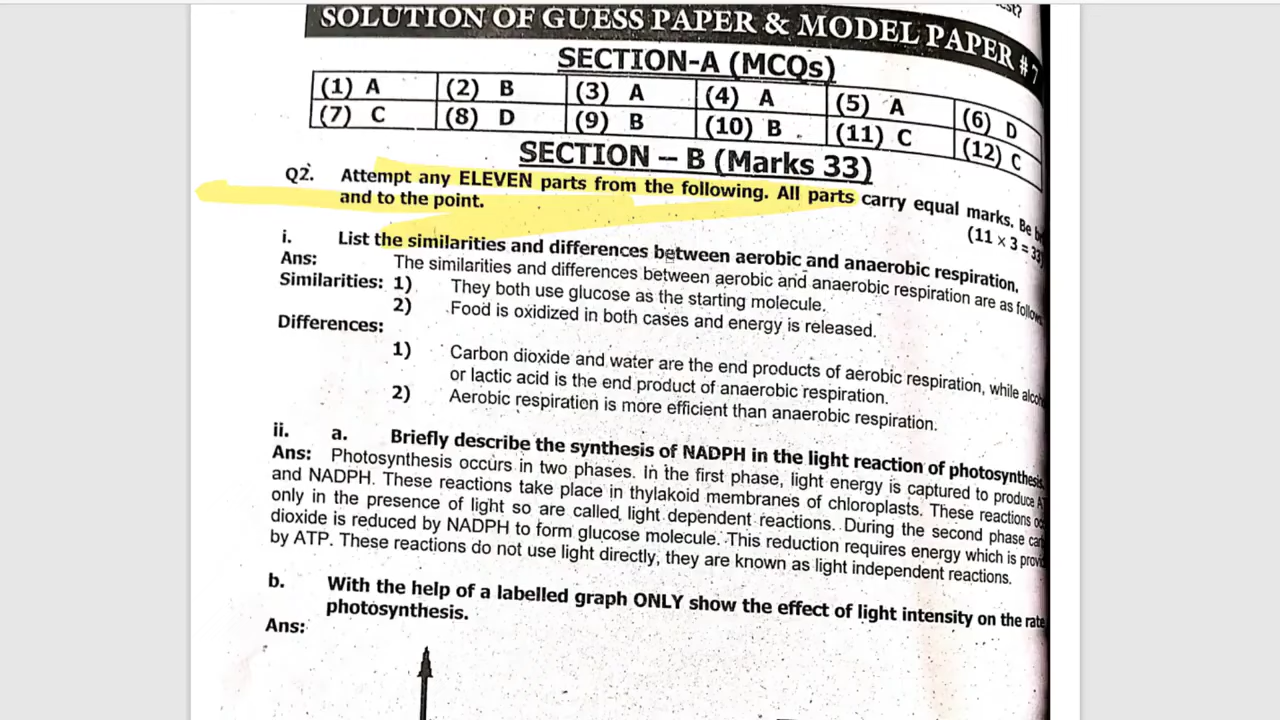 est?
SOLUTION OF GUESS PAPER & MODEL PAPER # 7
SECTION-A (MCQs)
(1) A (2) B (3) A (4) A (5) A (6) D
(7) C (8) D (9) B (10) B (11) C (12) C
SECTION – B (Marks 33)
Q2. Attempt any ELEVEN parts from the following. All parts carry equal marks. Be
and to the point. (11 × 3 = 33)
i. List the similarities and differences between aerobic and anaerobic respiration.
Ans: The similarities and differences between aerobic and anaerobic respiration are as
Similarities: 1) They both use glucose as the starting molecule.
2) Food is oxidized in both cases and energy is released.
Differences:
1) Carbon dioxide and water are the end products of aerobic respiration, while
or lactic acid is the end product of anaerobic respiration.
2) Aerobic respiration is more efficient than anaerobic respiration.
ii. a. Briefly describe the synthesis of NADPH in the light reaction of photosynthesis
Ans: Photosynthesis occurs in two phases. In the first phase, light energy is captured to produce
and NADPH. These reactions take place in thylakoid membranes of chloroplasts. These reactions
only in the presence of light so are called light dependent reactions. During the second phase
dioxide is reduced by NADPH to form glucose molecule. This reduction requires energy which is
by ATP. These reactions do not use light directly, they are known as light independent reactions.
b. With the help of a labelled graph ONLY show the effect of light intensity on the rate
photosynthesis.
Ans: